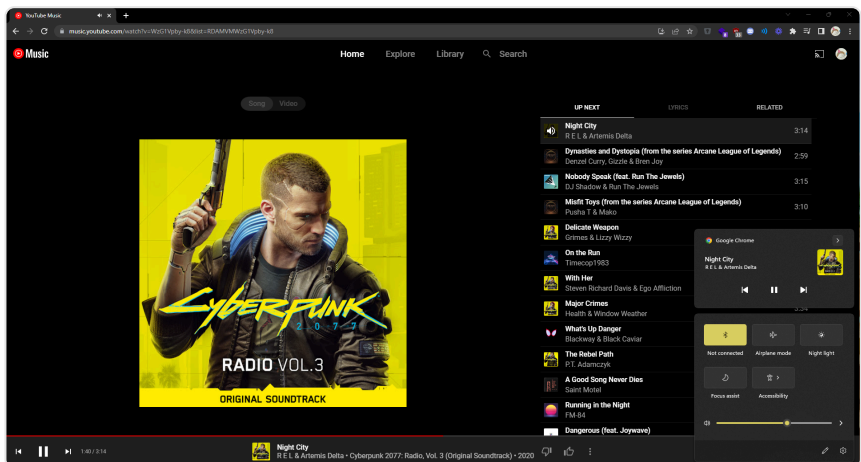 YouTube Music
music.youtube.com/watch?v=WzG1Vpby-k8&list=RDAMVMWzG1Vpby-k8
Music
Home
Explore
Library
Search
Song
Video
CYBERPUNK
2077
RADIO VOL.3
ORIGINAL SOUNDTRACK
UP NEXT
LYRICS
RELATED
Night City
R E L & Artemis Delta
3:14
Dynasties and Dystopia (from the series Arcane League of Legends)
Denzel Curry, Gizzle & Bren Joy
2:59
Nobody Speak (feat. Run The Jewels)
DJ Shadow & Run The Jewels
3:15
Misfit Toys (from the series Arcane League of Legends)
Pusha T & Mako
3:10
Delicate Weapon
Grimes & Lizzy Wizzy
On the Run
Timecop1983
With Her
Steven Richard Davis & Ego Affliction
Major Crimes
Health & Window Weather
What's Up Danger
Blackway & Black Caviar
The Rebel Path
P.T. Adamczyk
A Good Song Never Dies
Saint Motel
Running in the Night
FM-84
Dangerous (feat. Joywave)
Google Chrome
Night City
R E L & Artemis Delta
Not connected
Airplane mode
Night light
Focus assist
Accessibility
1:40 / 3:14
Night City
R E L & Artemis Delta • Cyberpunk 2077: Radio, Vol. 3 (Original Soundtrack) • 2020